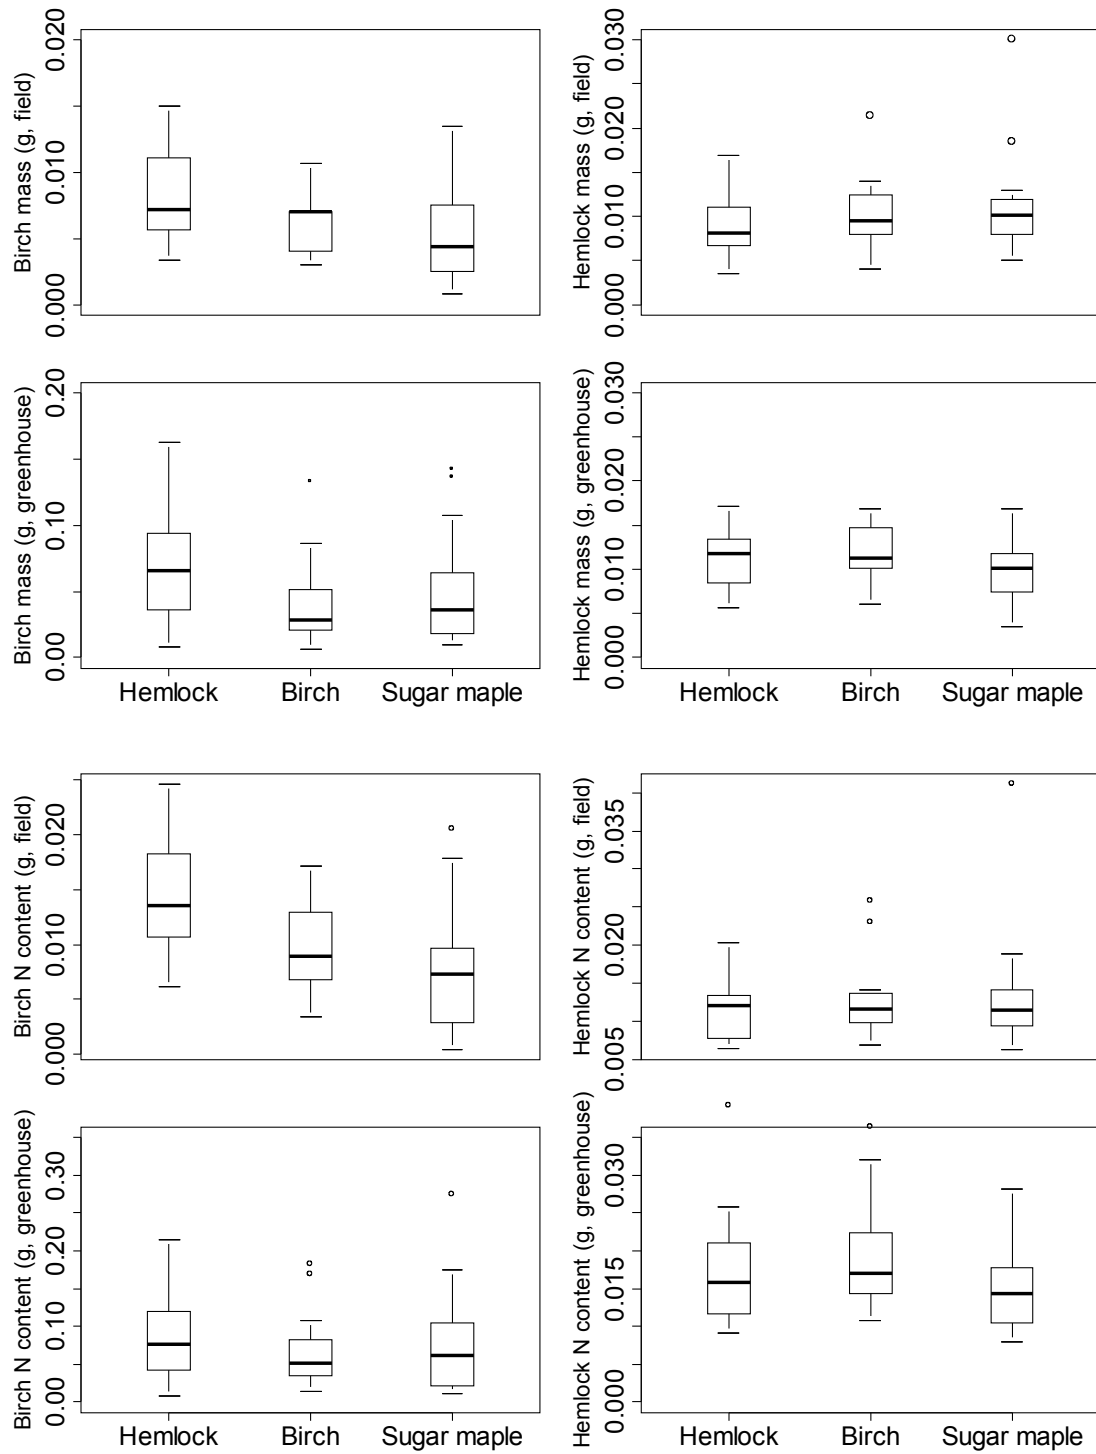 Birch mass (g, field)
0.000 0.010 0.020
Hemlock mass (g, field)
0.000 0.010 0.020 0.030
Birch mass (g, greenhouse)
0.00 0.10 0.20
Hemlock Birch Sugar maple
Hemlock mass (g, greenhouse)
0.000 0.010 0.020 0.030
Hemlock Birch Sugar maple
Birch N content (g, field)
0.000 0.010 0.020
Hemlock N content (g, field)
0.005 0.020 0.035
Birch N content (g, greenhouse)
0.00 0.10 0.20 0.30
Hemlock Birch Sugar maple
Hemlock N content (g, greenhouse)
0.000 0.015 0.030
Hemlock Birch Sugar maple